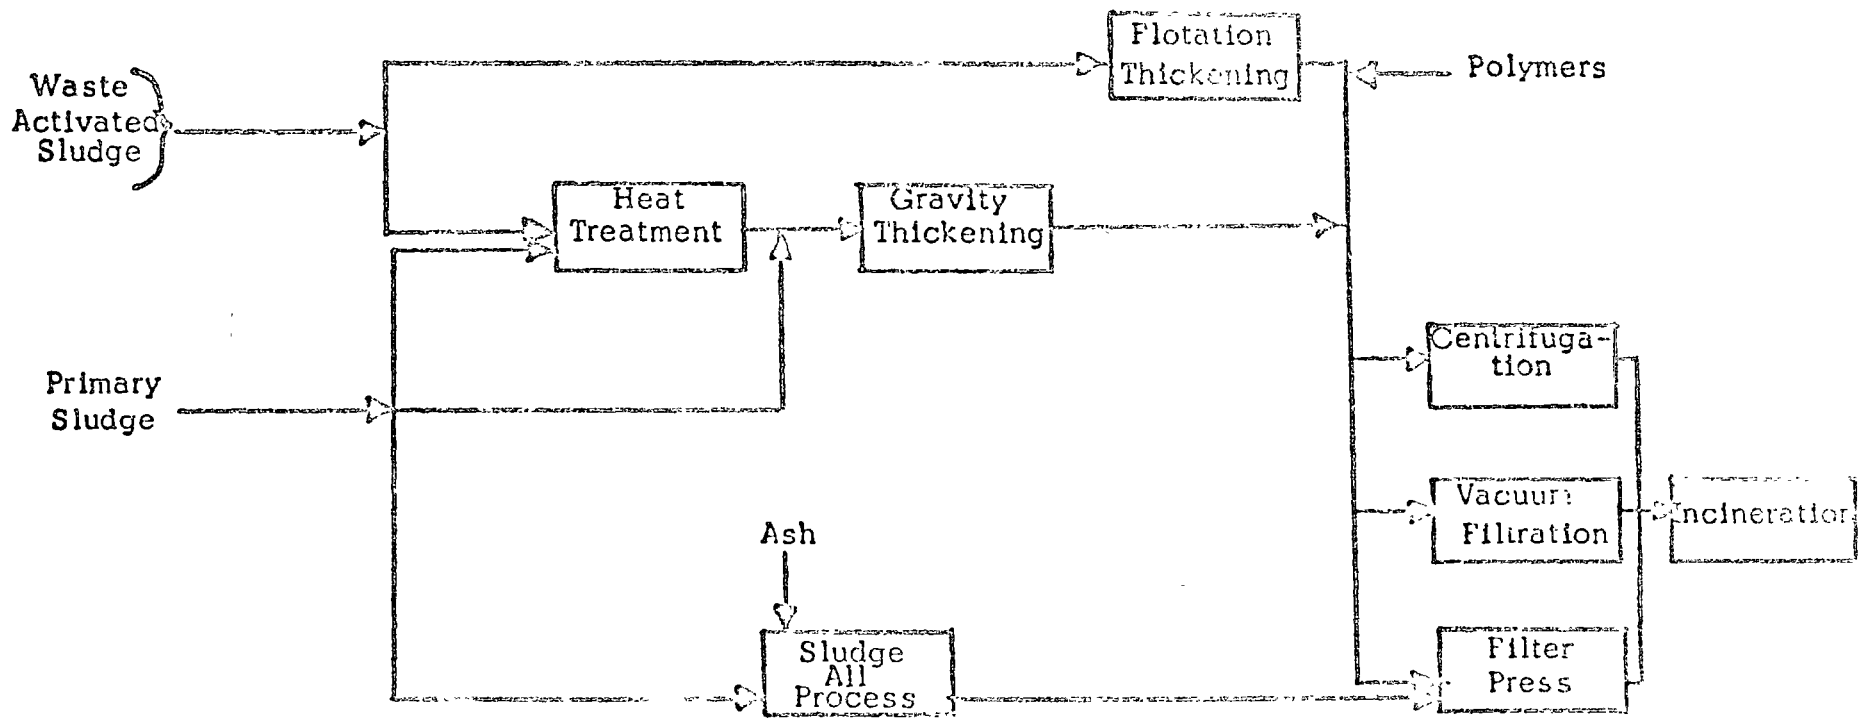 Flotation
Thickening
Polymers
Waste
Activated
Sludge
Heat
Treatment
Gravity
Thickening
Centrifuga-
tion
Primary
Sludge
Vacuum
Filtration
Incineration
Ash
Sludge
All
Process
Filter
Press